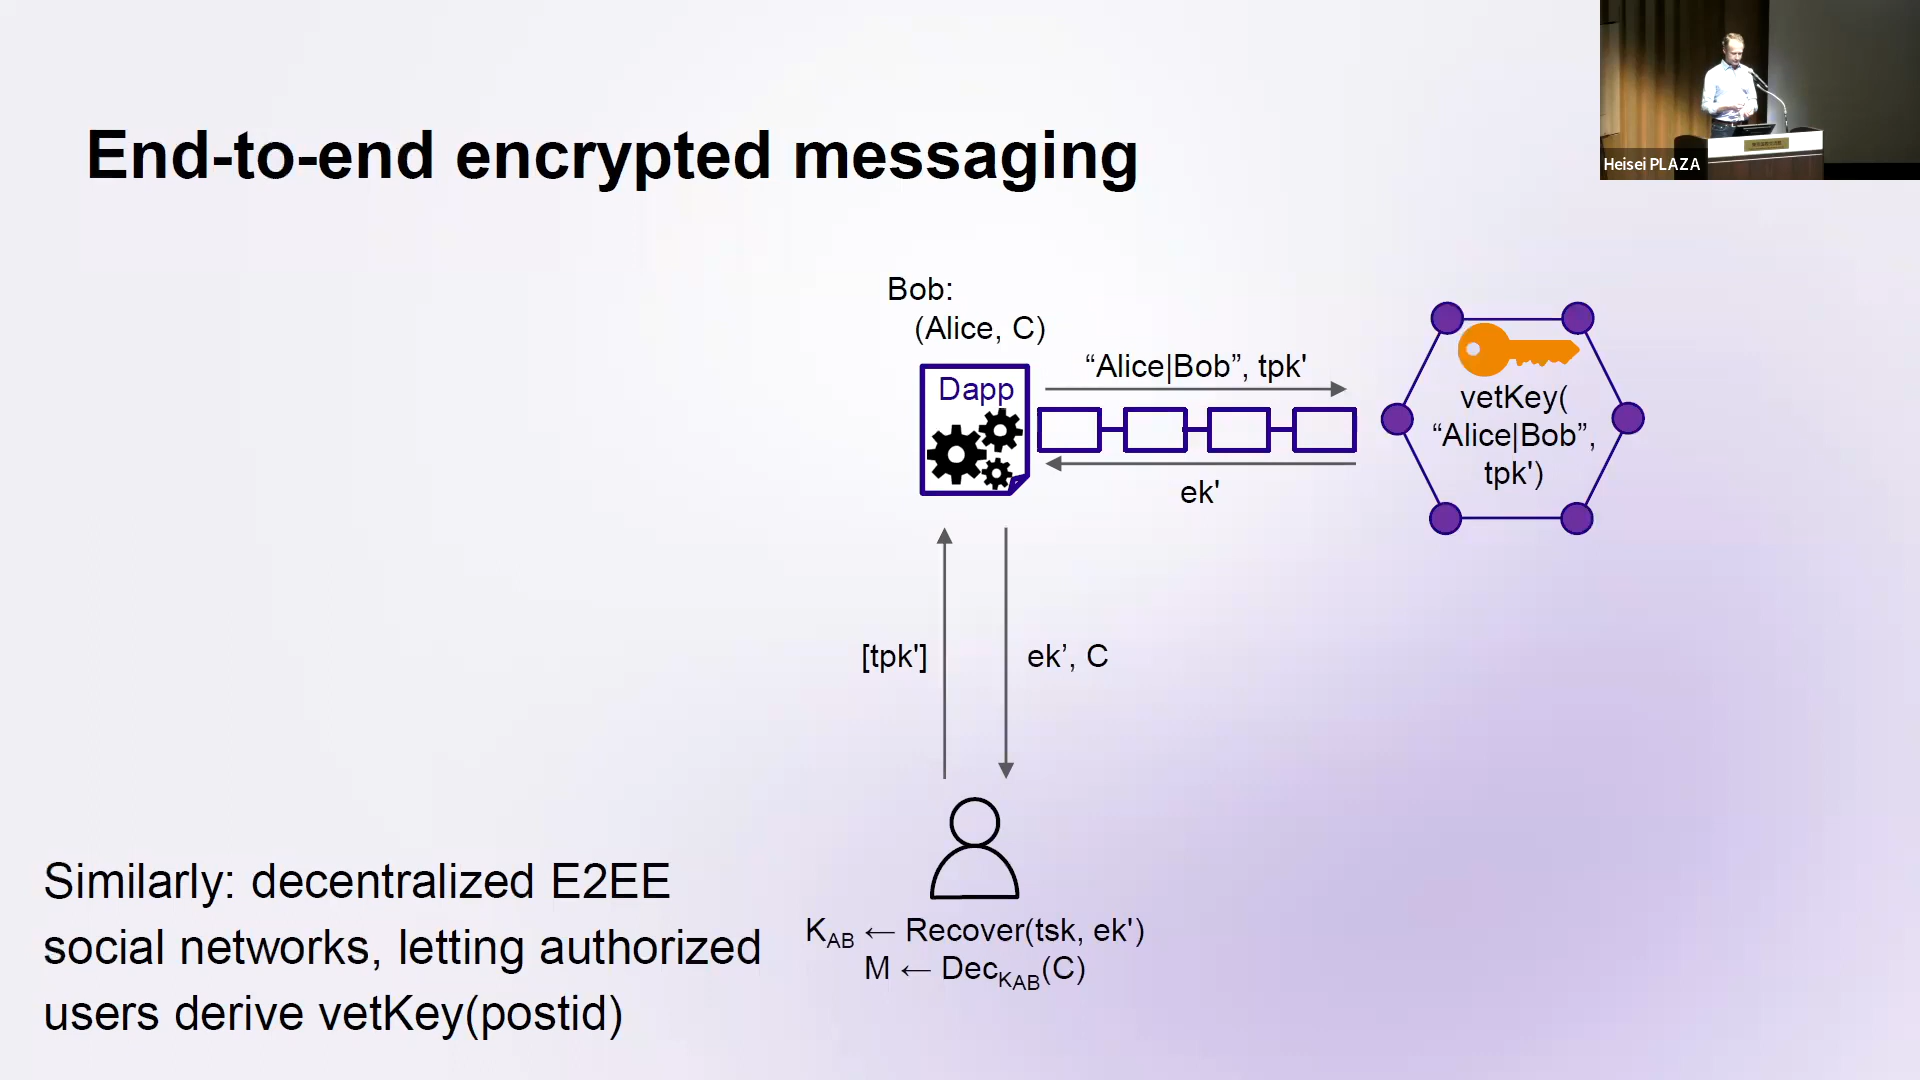 Heisei PLAZA
End-to-end encrypted messaging
Bob:
(Alice, C)
Dapp
“Alice|Bob”, tpk'
ek'
vetKey(
“Alice|Bob”,
tpk')
[tpk']
ek’, C
K_AB ← Recover(tsk, ek')
M ← Dec_K_AB(C)
Similarly: decentralized E2EE
social networks, letting authorized
users derive vetKey(postid)